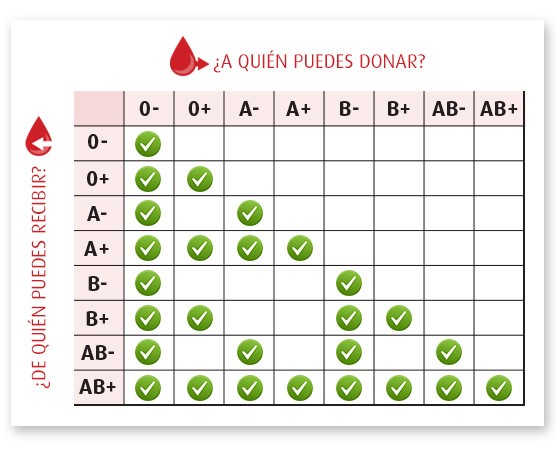 ¿A QUIÉN PUEDES DONAR?
0- 0+ A- A+ B- B+ AB- AB+
¿DE QUIÉN PUEDES RECIBIR?
0-
0+
A-
A+
B-
B+
AB-
AB+